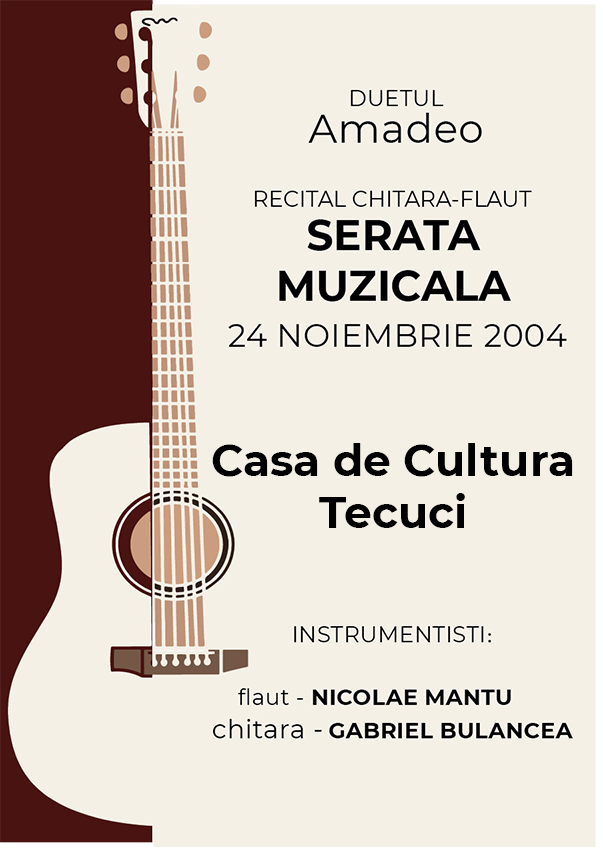 DUETUL
Amadeo
RECITAL CHITARA-FLAUT
SERATA
MUZICALA
24 NOIEMBRIE 2004
Casa de Cultura
Tecuci
INSTRUMENTISTI:
flaut - NICOLAE MANTU
chitara - GABRIEL BULANCEA